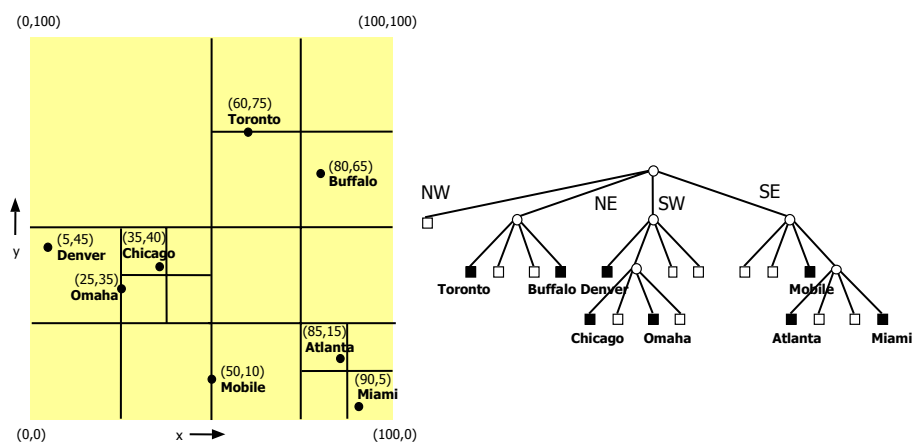 (0,100)
(100,100)
(60,75)
Toronto
(80,65)
Buffalo
y
(5,45)
Denver
(35,40)
Chicago
(25,35)
Omaha
(85,15)
Atlanta
(50,10)
Mobile
(90,5)
Miami
(0,0)
x
(100,0)
NW
NE
SW
SE
Toronto
Buffalo
Denver
Mobile
Chicago
Omaha
Atlanta
Miami